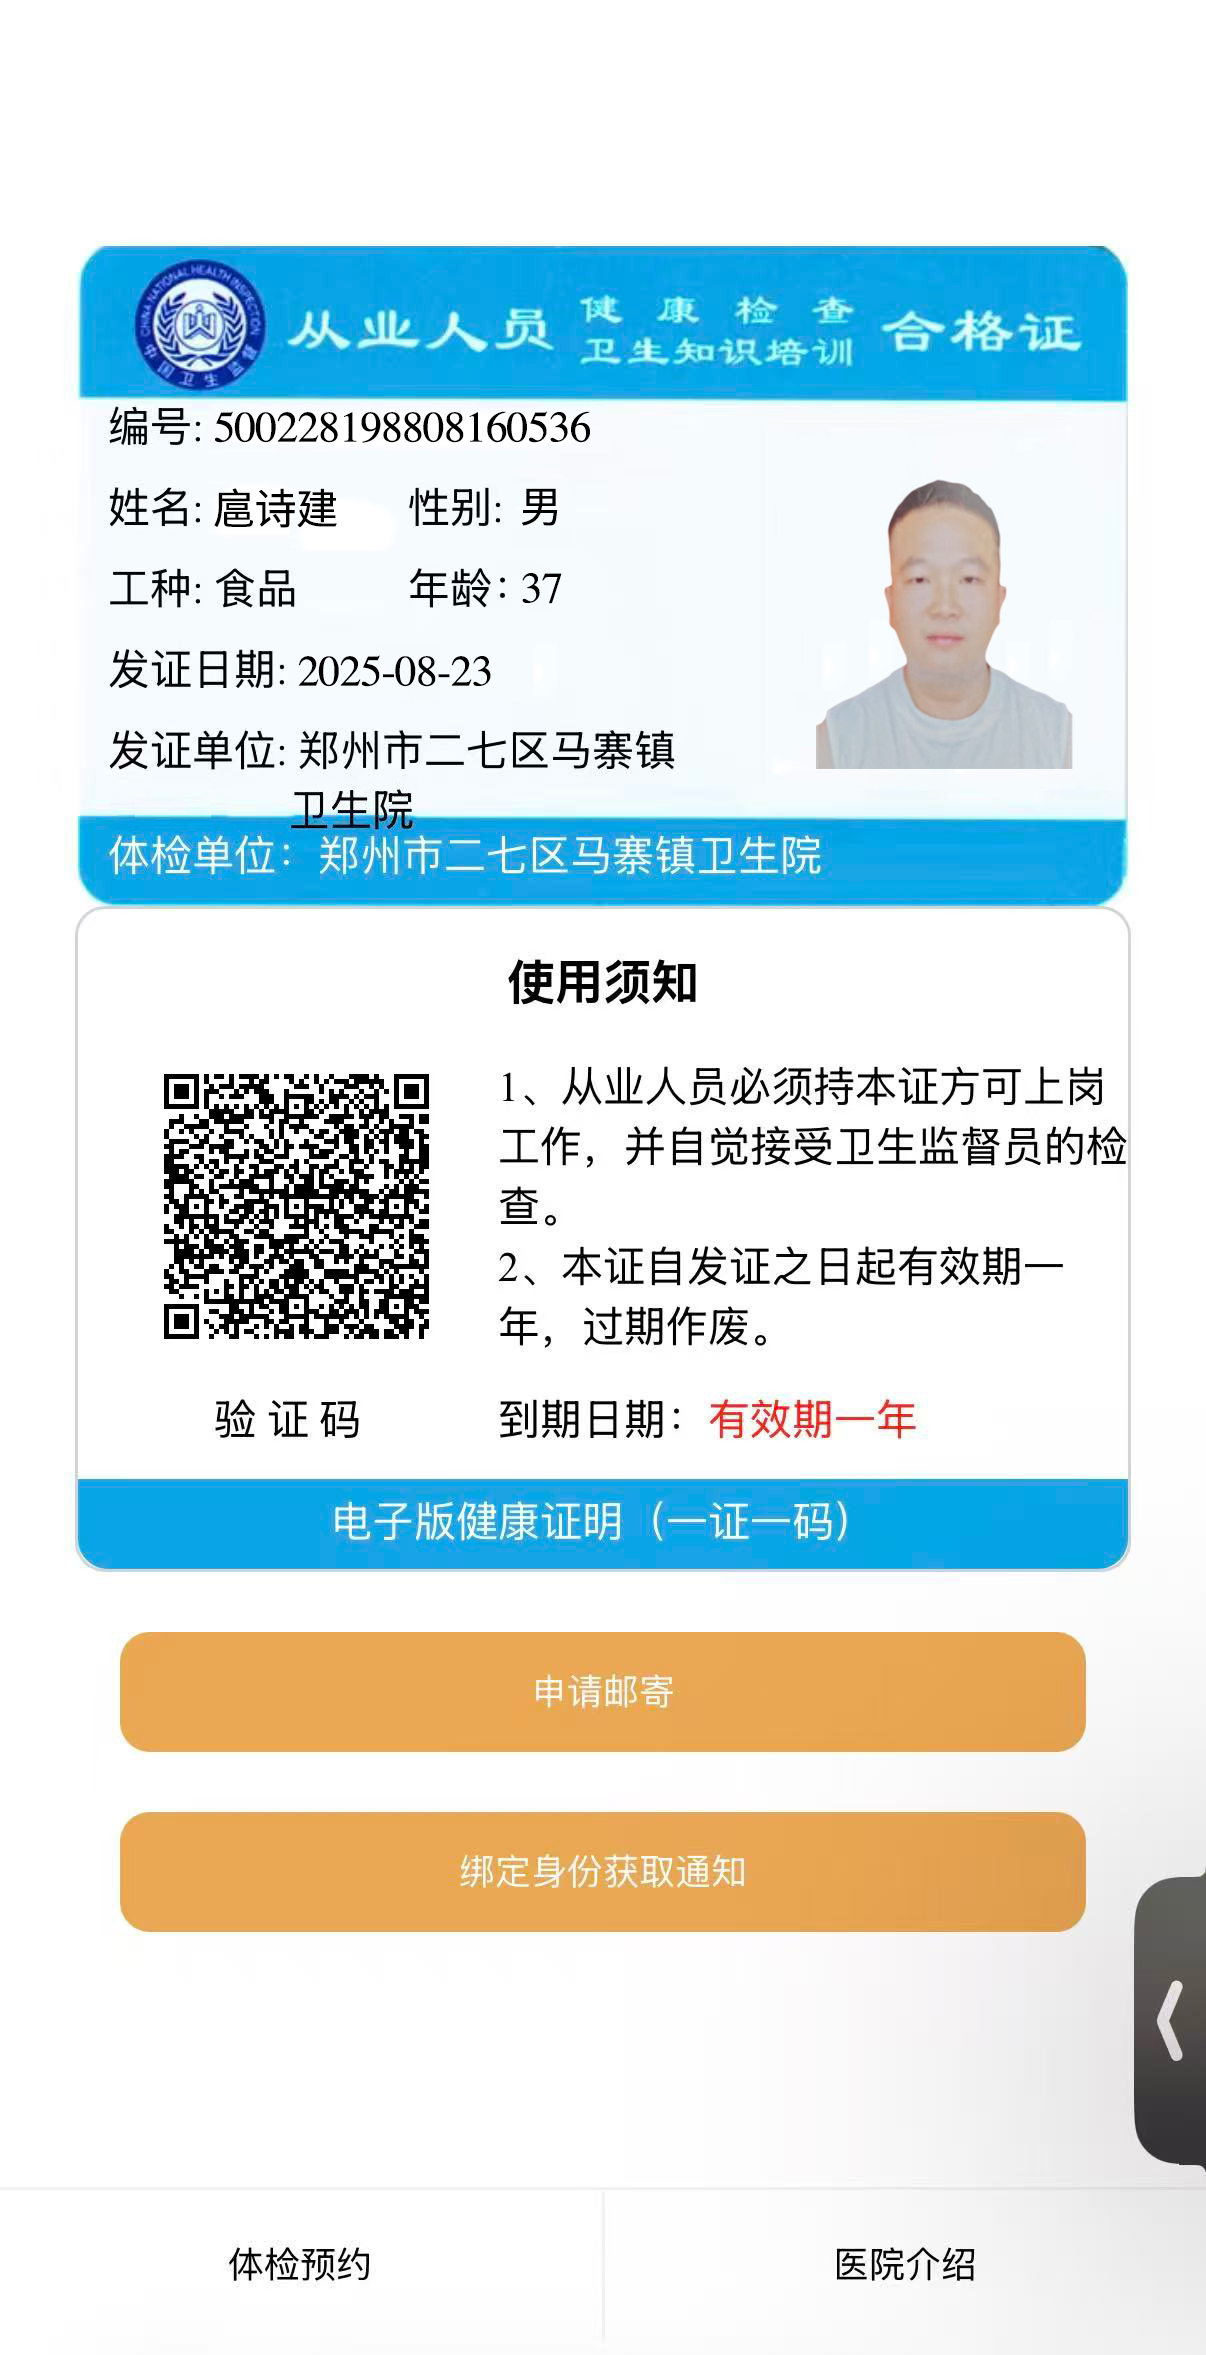 CHINA NATIONAL HEALTH INSPECTION
中国卫生监督
从业人员 健康检查 卫生知识培训 合格证
编号: 500228198808160536
姓名: 扈诗建 性别: 男
工种: 食品 年龄: 37
发证日期: 2025-08-23
发证单位: 郑州市二七区马寨镇
卫生院
体检单位：郑州市二七区马寨镇卫生院
使用须知
1、从业人员必须持本证方可上岗
工作，并自觉接受卫生监督员的检
查。
2、本证自发证之日起有效期一
年，过期作废。
验证码 到期日期：有效期一年
电子版健康证明（一证一码）
申请邮寄
绑定身份获取通知
体检预约 医院介绍